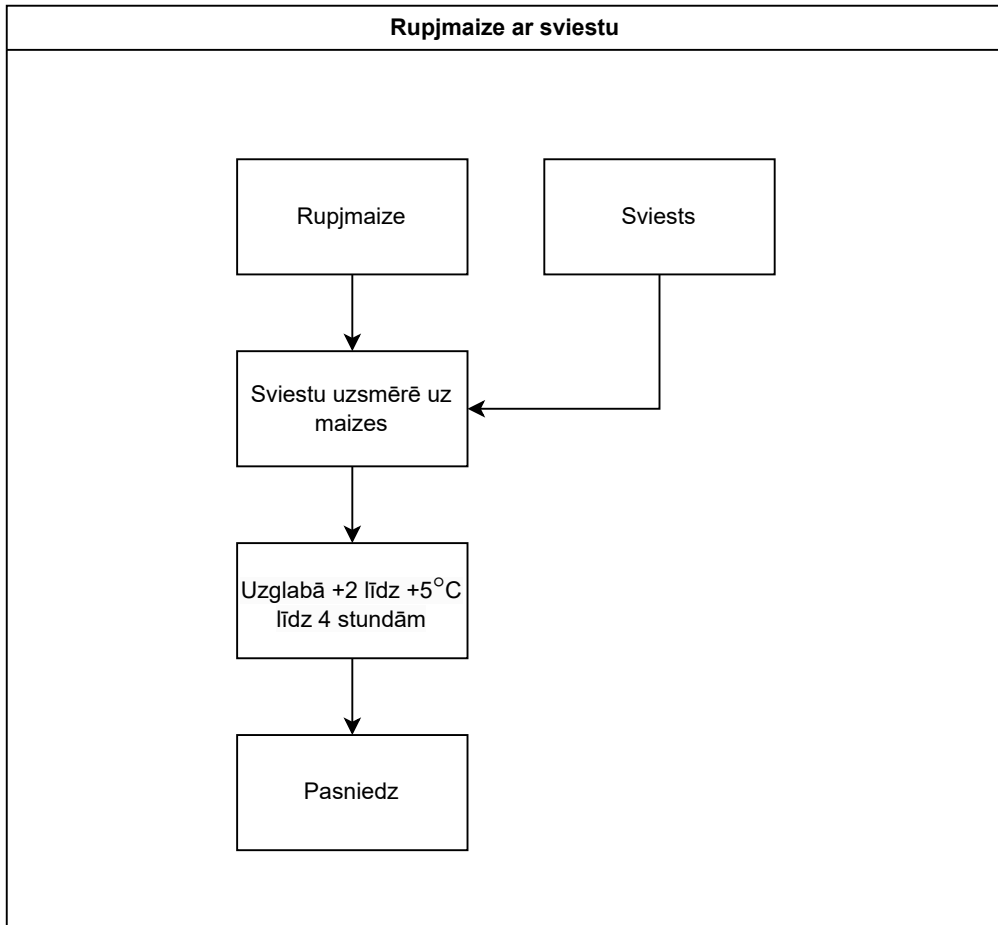 Rupjmaize ar sviestu
Rupjmaize
Sviests
Sviestu uzsmērē uz
maizes
Uzglabā +2 līdz +5°C
līdz 4 stundām
Pasniedz